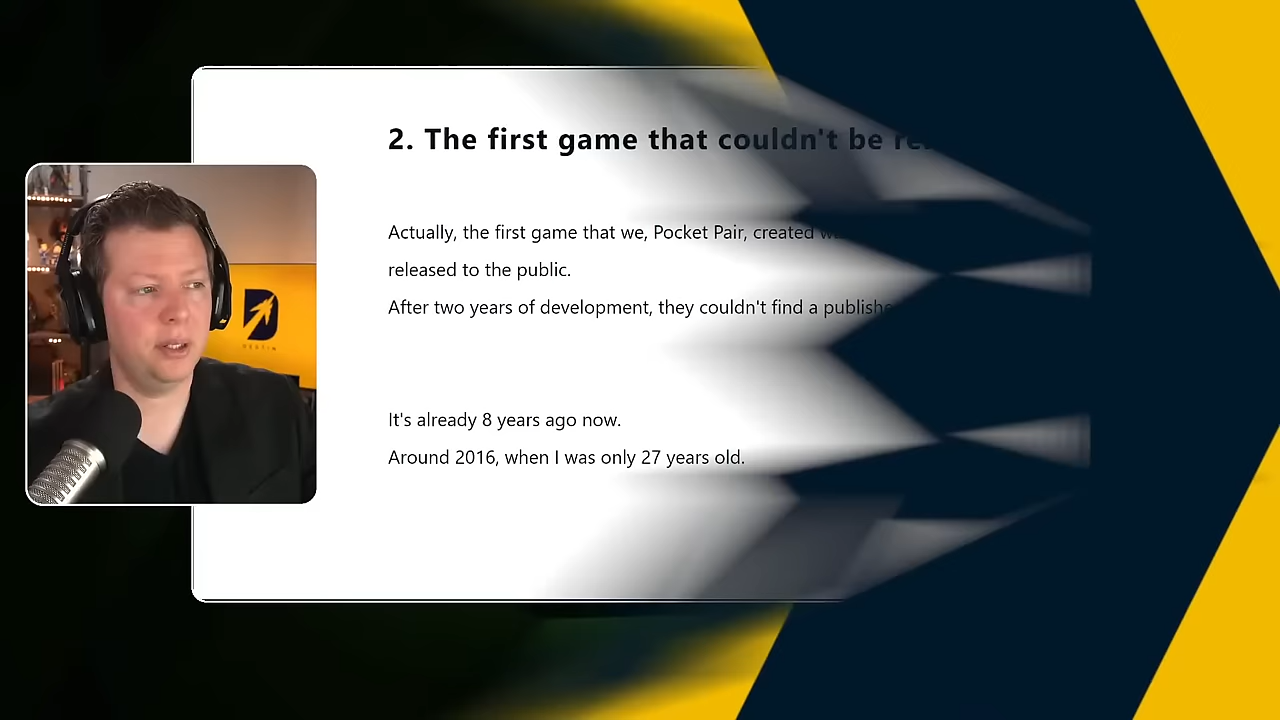 2. The first game that couldn't be
Actually, the first game that we, Pocket Pair, created
released to the public.
After two years of development, they couldn't find a
It's already 8 years ago now.
Around 2016, when I was only 27 years old.